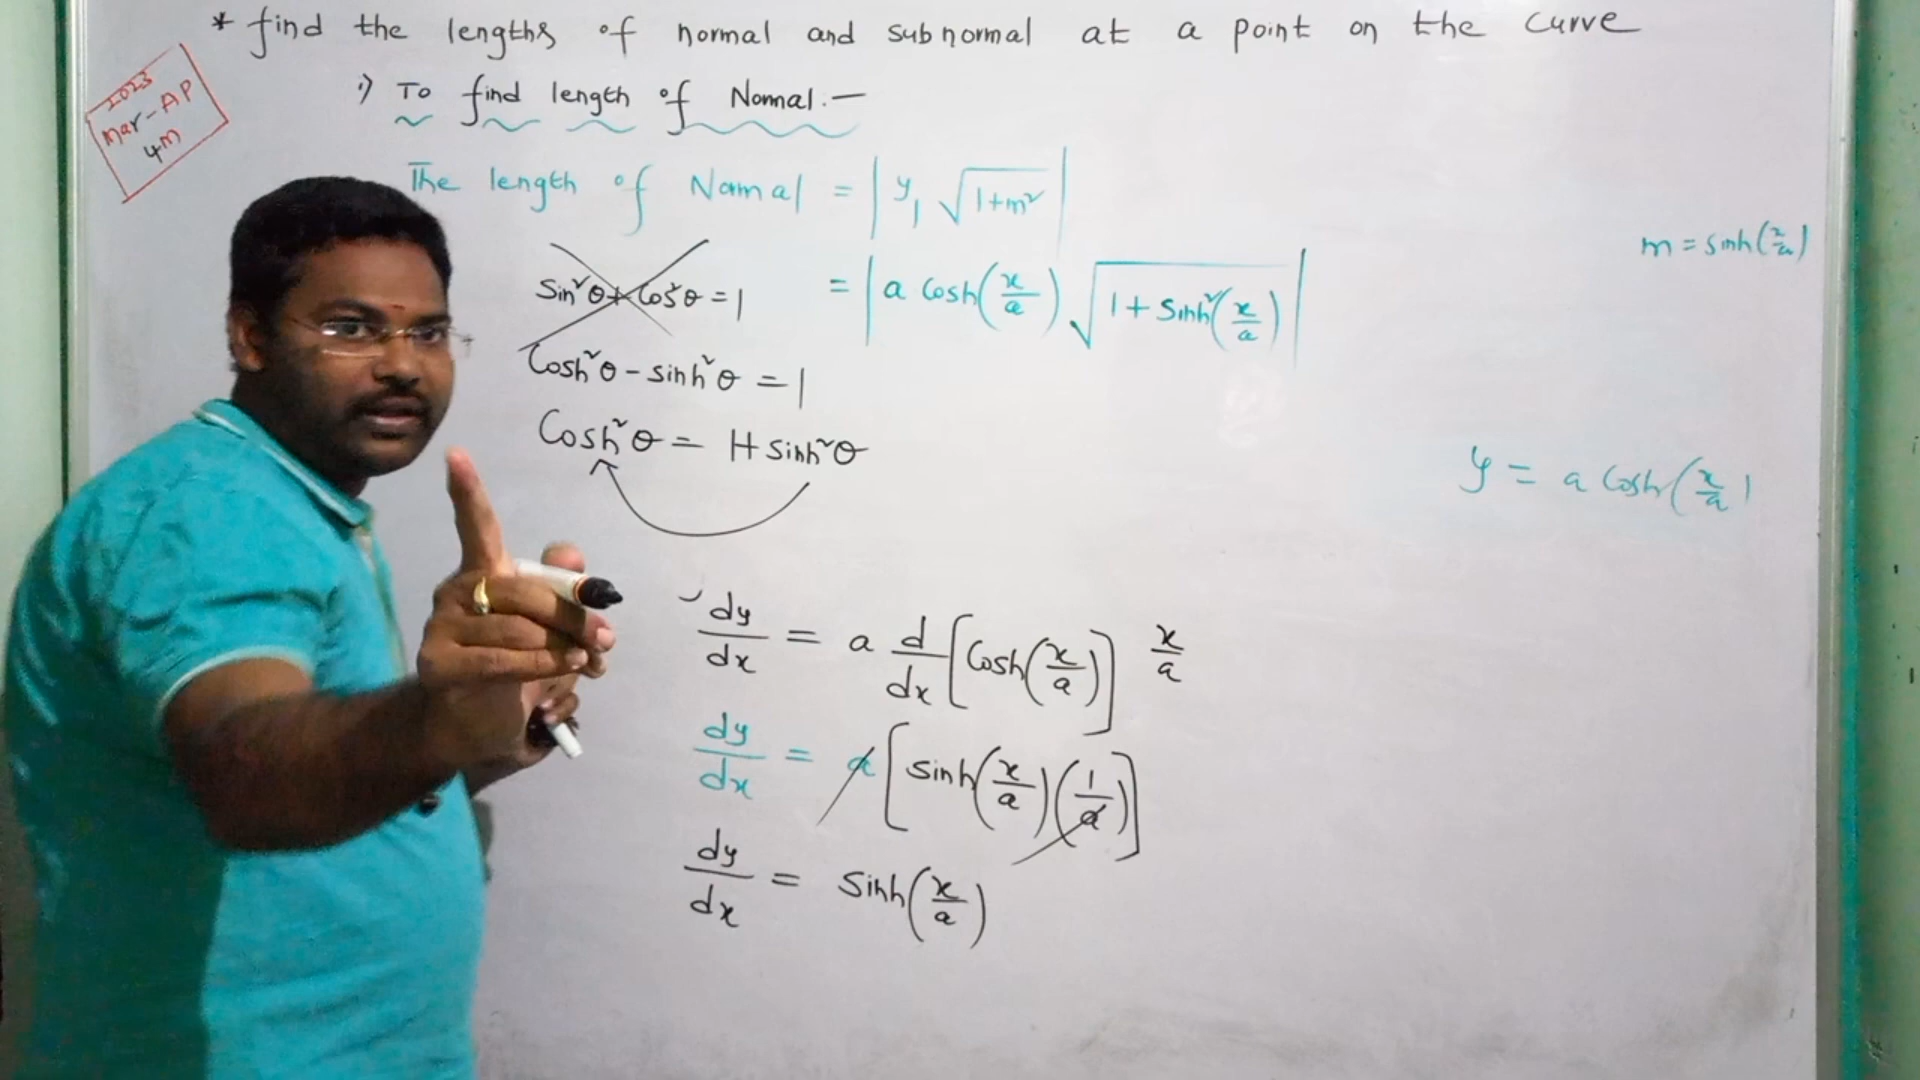 * find the lengths of normal and subnormal at a point on the curve
2023
Mar-AP
4m
i) To find length of Normal :-
The length of Normal = | y₁ √(1+m²) |
m = sinh(x/a)
sin²θ + cos²θ = 1
= | a Cosh(x/a) √(1 + Sinh²(x/a)) |
Cosh²θ - sinh²θ = 1
Cosh²θ = 1+sinh²θ
y = a Cosh(x/a)
dy/dx = a d/dx [Cosh(x/a)] x/a
dy/dx = a [sinh(x/a)(1/a)]
dy/dx = Sinh(x/a)